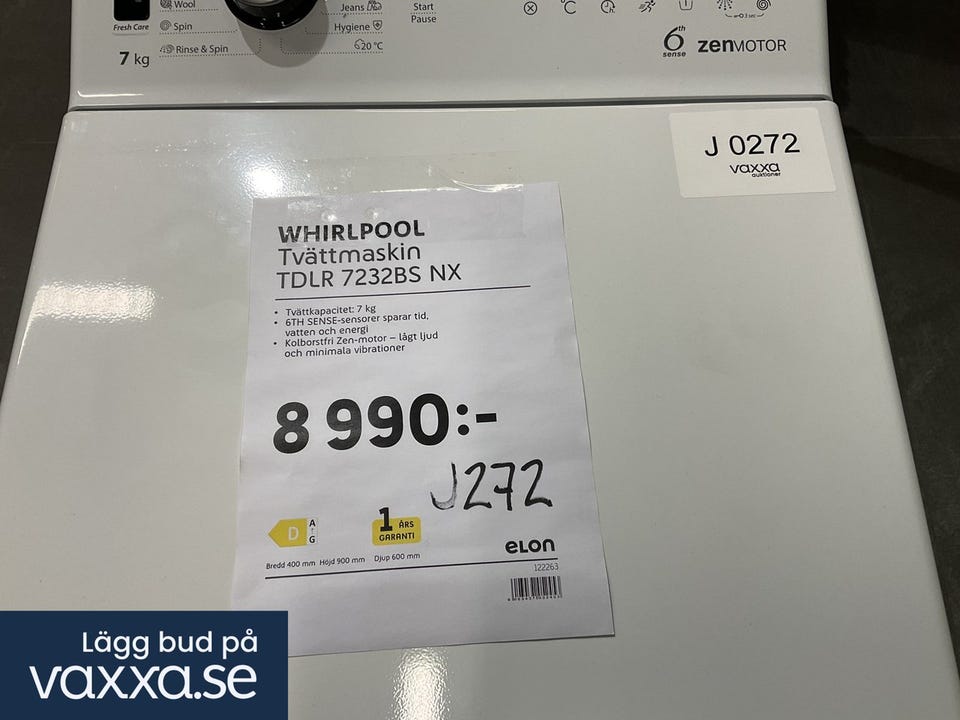 Fresh Care
7 kg
Wool
Spin
Rinse & Spin
Jeans
Hygiene
20 °C
Start
Pause
°C
3 sec
6th
sense
zenMOTOR
J 0272
vaxxa
auktioner
WHIRLPOOL
Tvättmaskin
TDLR 7232BS NX
• Tvättkapacitet: 7 kg
• 6TH SENSE-sensorer sparar tid,
vatten och energi
• Kolborstfri Zen-motor – lågt ljud
och minimala vibrationer
8 990:-
J272
D
A
↑
G
1 ÅRS
GARANTI
Bredd 400 mm Höjd 900 mm Djup 600 mm
eLon
122263
Lägg bud på
vaxxa.se